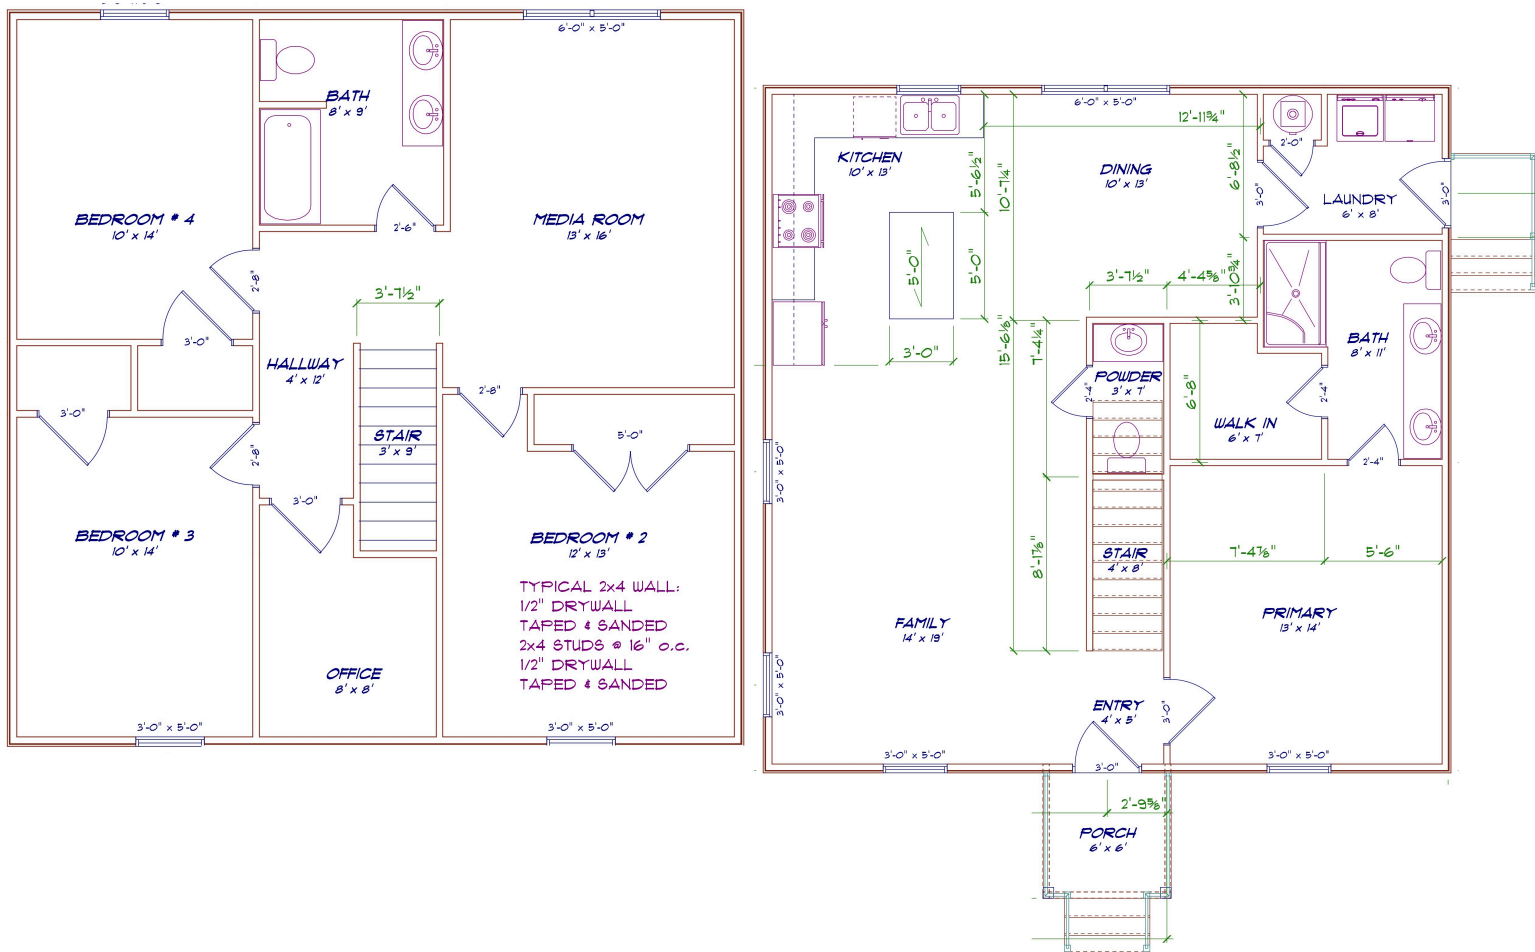 6'-0" x 5'-0"
BATH
8' x 9'
BEDROOM # 4
10' x 14'
2'-6"
MEDIA ROOM
13' x 16'
2'-8"
3'-7½"
3'-0"
HALLWAY
4' x 12'
2'-8"
3'-0"
STAIR
3' x 9'
5'-0"
2'-8"
3'-0"
BEDROOM # 3
10' x 14'
BEDROOM # 2
12' x 13'
TYPICAL 2x4 WALL:
1/2" DRYWALL
TAPED & SANDED
2x4 STUDS @ 16" o.c.
1/2" DRYWALL
TAPED & SANDED
OFFICE
8' x 8'
3'-0" x 5'-0"
3'-0" x 5'-0"
6'-0" x 5'-0"
12'-11¾"
KITCHEN
10' x 13'
5'-6½"
10'-7¼"
DINING
10' x 13'
6'-8½"
2'-0"
3'-0"
LAUNDRY
6' x 8'
3'-0"
5'-0"
5'-0"
3'-7½"
4'-4⅝"
3'-10¾"
3'-0"
15'-6⅛"
7'-4¼"
BATH
8' x 11'
POWDER
3' x 7'
2'-4"
6'-8"
2'-4"
WALK IN
6' x 7'
2'-4"
3'-0" x 5'-0"
8'-1⅞"
STAIR
4' x 8'
7'-4⅞"
5'-6"
FAMILY
14' x 19'
PRIMARY
13' x 14'
3'-0" x 5'-0"
ENTRY
4' x 5'
3'-0"
3'-0" x 5'-0"
3'-0"
3'-0" x 5'-0"
2'-9⅝"
PORCH
6' x 6'